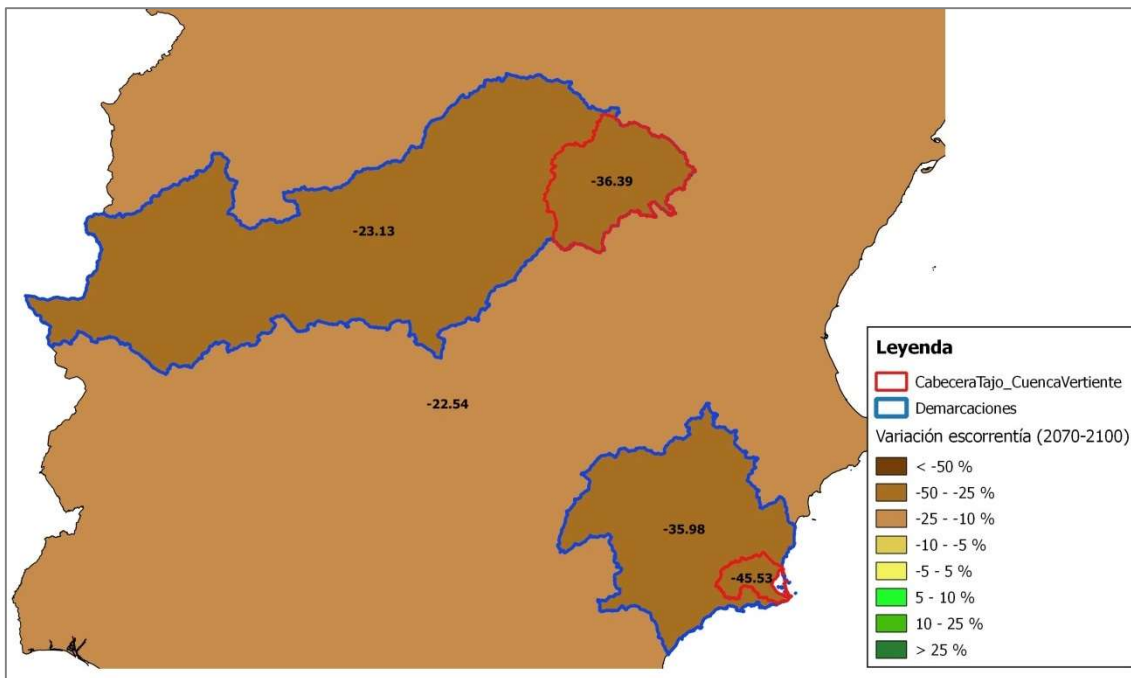 -36.39
-23.13
-22.54
-35.98
-45.53
Leyenda
CabeceraTajo_CuencaVertiente
Demarcaciones
Variación escorrentía (2070-2100)
< -50 %
-50 - -25 %
-25 - -10 %
-10 - -5 %
-5 - 5 %
5 - 10 %
10 - 25 %
> 25 %